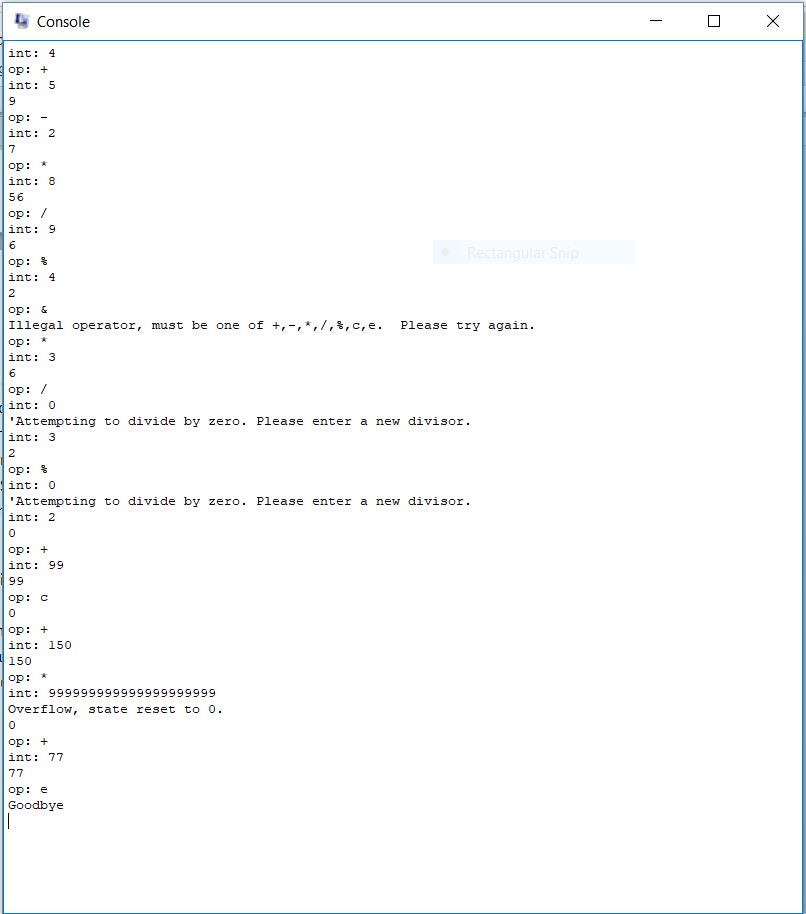 Console
int: 4
op: +
int: 5
9
op: -
int: 2
7
op: *
int: 8
56
op: /
int: 9
6
Rectangular Snip
op: %
int: 4
2
op: &
Illegal operator, must be one of +,-,*,/,%,c,e.  Please try again.
op: *
int: 3
6
op: /
int: 0
'Attempting to divide by zero. Please enter a new divisor.
int: 3
2
op: %
int: 0
'Attempting to divide by zero. Please enter a new divisor.
int: 2
0
op: +
int: 99
99
op: c
0
op: +
int: 150
150
op: *
int: 999999999999999999999
Overflow, state reset to 0.
0
op: +
int: 77
77
op: e
Goodbye